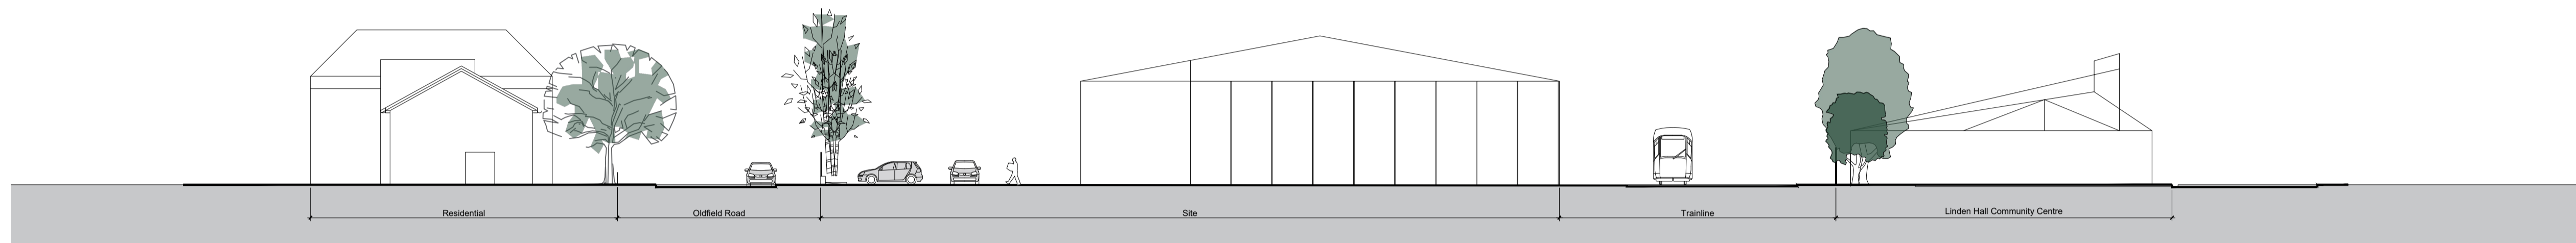 Residential
Oldfield Road
Site
Trainline
Linden Hall Community Centre